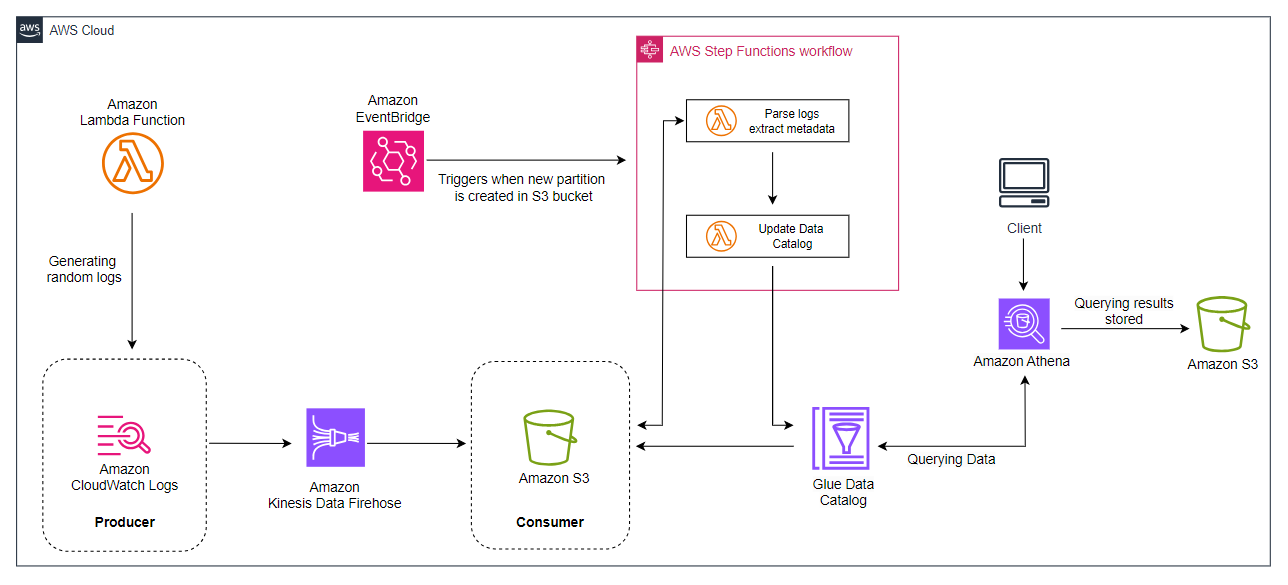 aws
AWS Cloud
AWS Step Functions workflow
Amazon
Lambda Function
Amazon
EventBridge
Parse logs
extract metadata
Triggers when new partition
is created in S3 bucket
Update Data
Catalog
Client
Generating
random logs
Querying results
stored
Amazon Athena
Amazon S3
Amazon
CloudWatch Logs
Producer
Amazon
Kinesis Data Firehose
Amazon S3
Consumer
Glue Data
Catalog
Querying Data